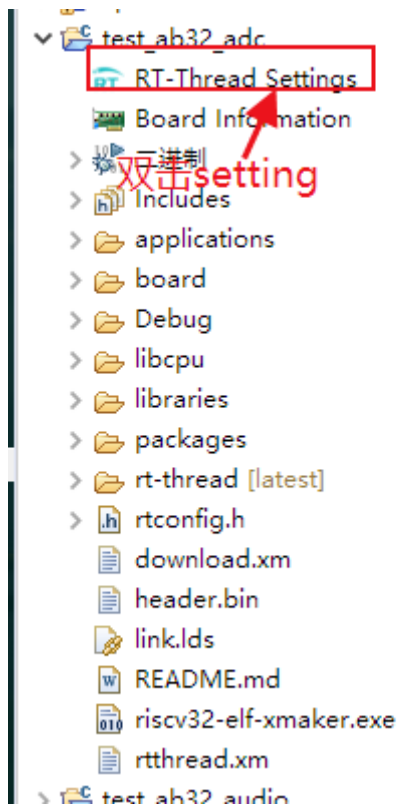 test_ab32_adc
RT-Thread Settings
Board Information
二进制
双击setting
Includes
applications
board
Debug
libcpu
libraries
packages
rt-thread [latest]
rtconfig.h
download.xm
header.bin
link.lds
README.md
riscv32-elf-xmaker.exe
rtthread.xm
test_ab32_audio